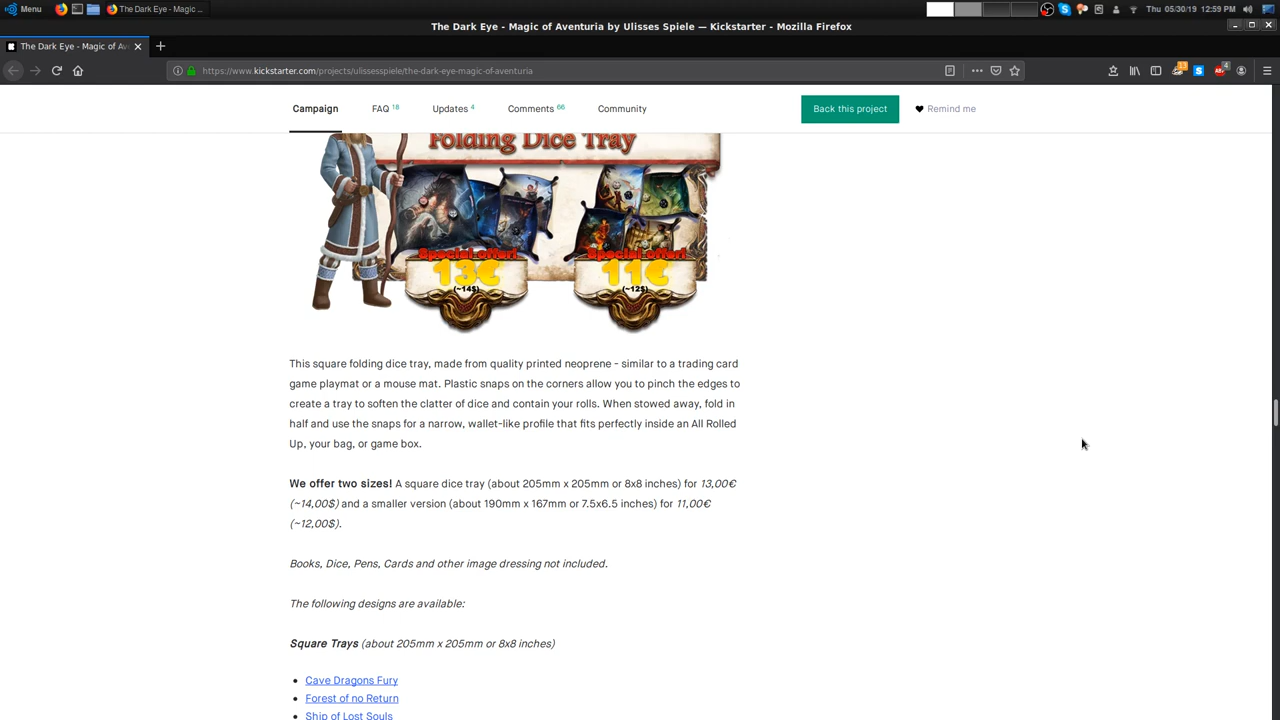 Menu
The Dark Eye - Magic ...
Thu 05/30/19 12:59 PM
The Dark Eye - Magic of Aventuria by Ulisses Spiele — Kickstarter - Mozilla Firefox
The Dark Eye - Magic of Av
https://www.kickstarter.com/projects/ulissesspiele/the-dark-eye-magic-of-aventuria
Campaign FAQ 18 Updates 4 Comments 66 Community Back this project Remind me
Folding Dice Tray
Special offer! Special offer!
13€ 11€
(~14$) (~12$)
This square folding dice tray, made from quality printed neoprene - similar to a trading card
game playmat or a mouse mat. Plastic snaps on the corners allow you to pinch the edges to
create a tray to soften the clatter of dice and contain your rolls. When stowed away, fold in
half and use the snaps for a narrow, wallet-like profile that fits perfectly inside an All Rolled
Up, your bag, or game box.
We offer two sizes! A square dice tray (about 205mm x 205mm or 8x8 inches) for 13,00€
(~14,00$) and a smaller version (about 190mm x 167mm or 7.5x6.5 inches) for 11,00€
(~12,00$).
Books, Dice, Pens, Cards and other image dressing not included.
The following designs are available:
Square Trays (about 205mm x 205mm or 8x8 inches)
Cave Dragons Fury
Forest of no Return
Ship of Lost Souls